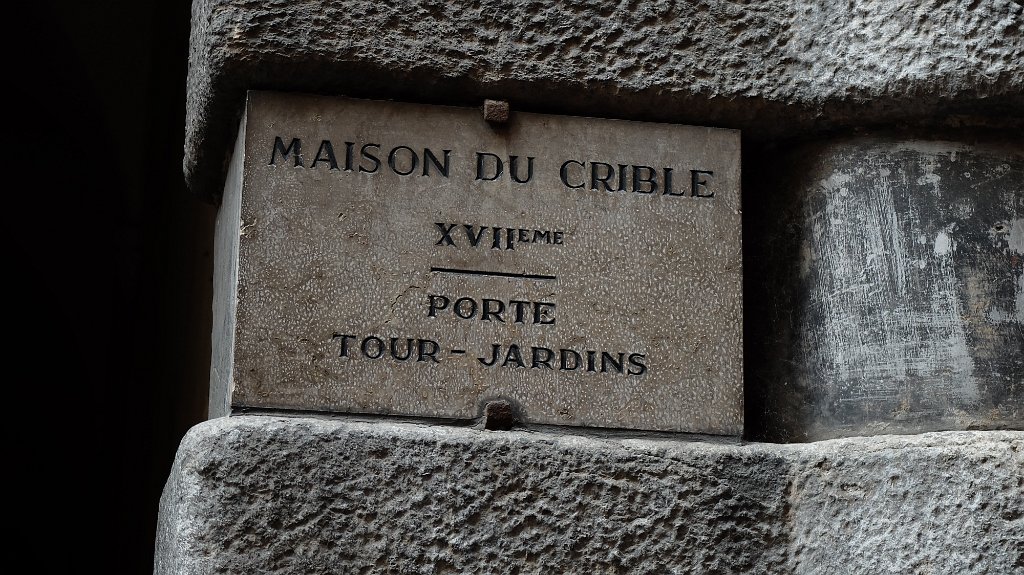 MAISON DU CRIBLE
XVIIEME
PORTE
TOUR-JARDINS